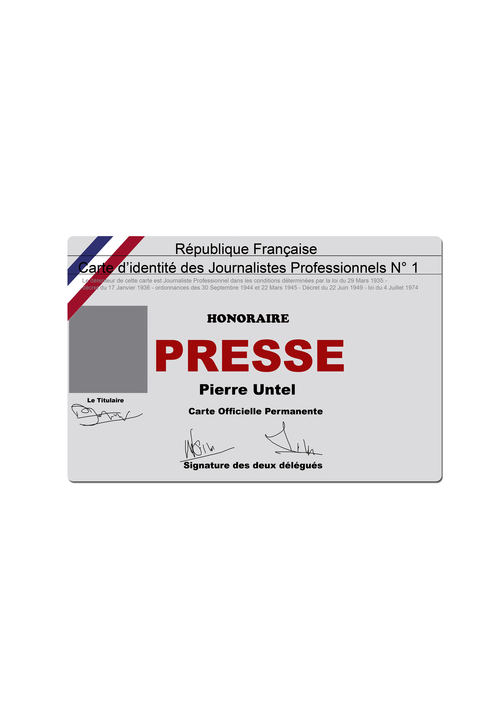 République Française
Carte d'identité des Journalistes Professionnels N° 1
Le possesseur de cette carte est Journaliste Professionnel dans les conditions déterminées par la loi du 29 Mars 1935 -
décret du 17 Janvier 1936 - ordonnances des 30 Septembre 1944 et 22 Mars 1945 - Décret du 22 Juin 1949 - loi du 4 Juillet 1974
HONORAIRE
PRESSE
Pierre Untel
Le Titulaire
Carte Officielle Permanente
Signature des deux délégués